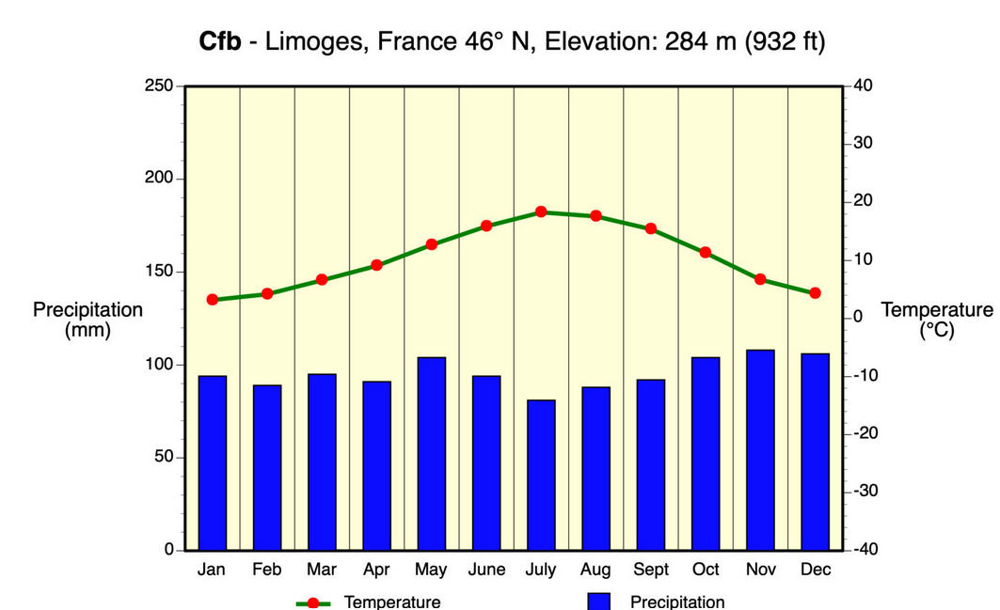 Cfb - Limoges, France 46° N, Elevation: 284 m (932 ft)
250
200
150
100
50
0
Precipitation
(mm)
40
30
20
10
0
-10
-20
-30
-40
Temperature
(°C)
Jan Feb Mar Apr May June July Aug Sept Oct Nov Dec
Temperature Precipitation